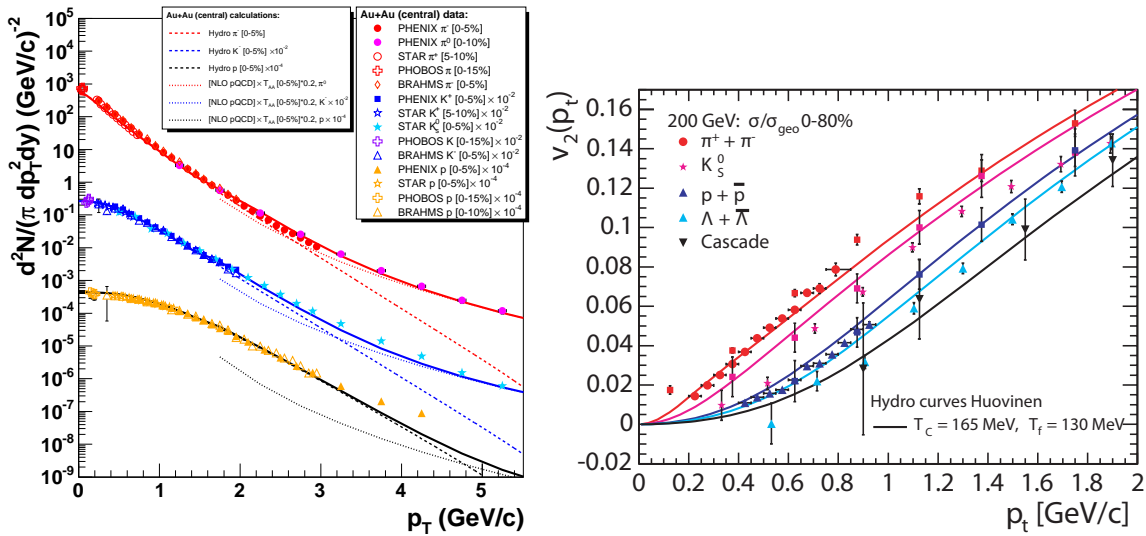 Au+Au (central) calculations:
Hydro π⁻ [0-5%]
Hydro K⁻ [0-5%] ×10⁻²
Hydro p [0-5%] ×10⁻⁴
[NLO pQCD] × T_AA [0-5%]*0.2, π⁰
[NLO pQCD] × T_AA [0-5%]*0.2, K⁻ × 10⁻²
[NLO pQCD] × T_AA [0-5%]*0.2, p × 10⁻⁴
Au+Au (central) data:
PHENIX π⁻ [0-5%]
PHENIX π⁰ [0-10%]
STAR π⁺ [5-10%]
PHOBOS π [0-15%]
BRAHMS π⁻ [0-5%]
PHENIX K⁺ [0-5%] × 10⁻²
STAR K⁺ [5-10%] × 10⁻²
STAR K⁰ₛ [0-5%] × 10⁻²
PHOBOS K [0-15%] × 10⁻²
BRAHMS K⁻ [0-5%] × 10⁻²
PHENIX p [0-5%] × 10⁻⁴
STAR p [0-5%] × 10⁻⁴
PHOBOS p [0-15%] × 10⁻⁴
BRAHMS p [0-10%] × 10⁻⁴
d²N/(π dp_T dy) (GeV/c)⁻²
10⁵
10⁴
10³
10²
10
1
10⁻¹
10⁻²
10⁻³
10⁻⁴
10⁻⁵
10⁻⁶
10⁻⁷
10⁻⁸
10⁻⁹
0 1 2 3 4 5
p_T (GeV/c)
v₂(p_t)
0.16
0.14
0.12
0.10
0.08
0.06
0.04
0.02
0
-0.02
200 GeV: σ/σ_geo 0-80%
π⁺ + π⁻
K⁰_S
p + p̅
Λ + Λ̅
Cascade
Hydro curves Huovinen
T_C = 165 MeV, T_f = 130 MeV
0 0.2 0.4 0.6 0.8 1 1.2 1.4 1.6 1.8 2
p_t [GeV/c]